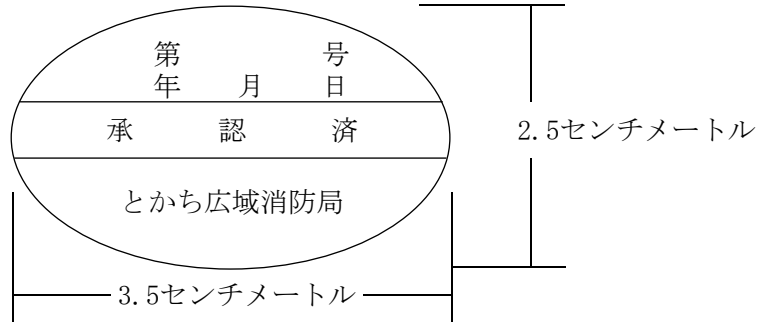 第　　　　　号
年　　月　　日
承　　認　　済
とかち広域消防局
2.5センチメートル
3.5センチメートル